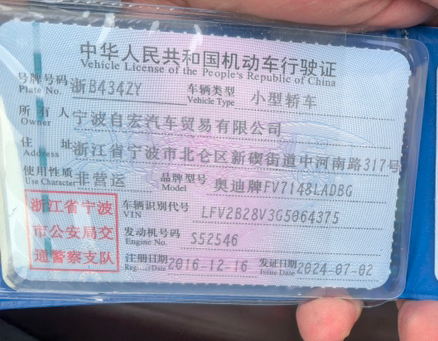 中华人民共和国机动车行驶证
Vehicle License of the People's Republic of China
号牌号码 浙B434ZY 车辆类型 小型轿车
Plate No. Vehicle Type
所有人 宁波自宏汽车贸易有限公司
Owner
住址 浙江省宁波市北仑区新碶街道中河南路317号
Address
使用性质 非营运 品牌型号 奥迪牌FV7148LADBG
Use Character Model
浙江省宁波
市公安局交
通警察支队
车辆识别代号 LFV2B28V3G5064375
VIN
发动机号码 S52546
Engine No.
注册日期 2016-12-16 发证日期 2024-07-02
Register Date Issue Date